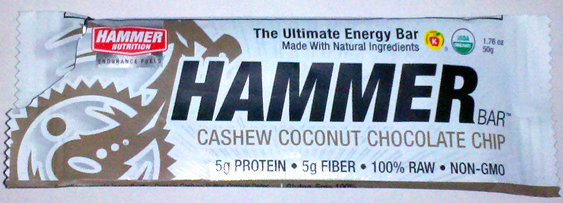 HAMMER
NUTRITION
ENDURANCE FUELS
The Ultimate Energy Bar
Made With Natural Ingredients
K
USDA
ORGANIC
1.76 oz
50g
HAMMER
BAR™
CASHEW COCONUT CHOCOLATE CHIP
5g PROTEIN • 5g FIBER • 100% RAW • NON-GMO